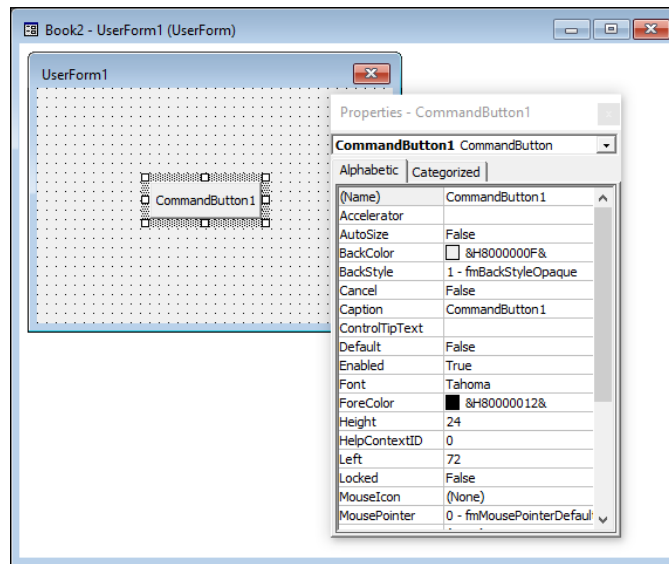 Book2 - UserForm1 (UserForm)
UserForm1
CommandButton1
Properties - CommandButton1
CommandButton1 CommandButton
Alphabetic Categorized
(Name) CommandButton1
Accelerator
AutoSize False
BackColor &H8000000F&
BackStyle 1 - fmBackStyleOpaque
Cancel False
Caption CommandButton1
ControlTipText
Default False
Enabled True
Font Tahoma
ForeColor &H80000012&
Height 24
HelpContextID 0
Left 72
Locked False
MouseIcon (None)
MousePointer 0 - fmMousePointerDefaul